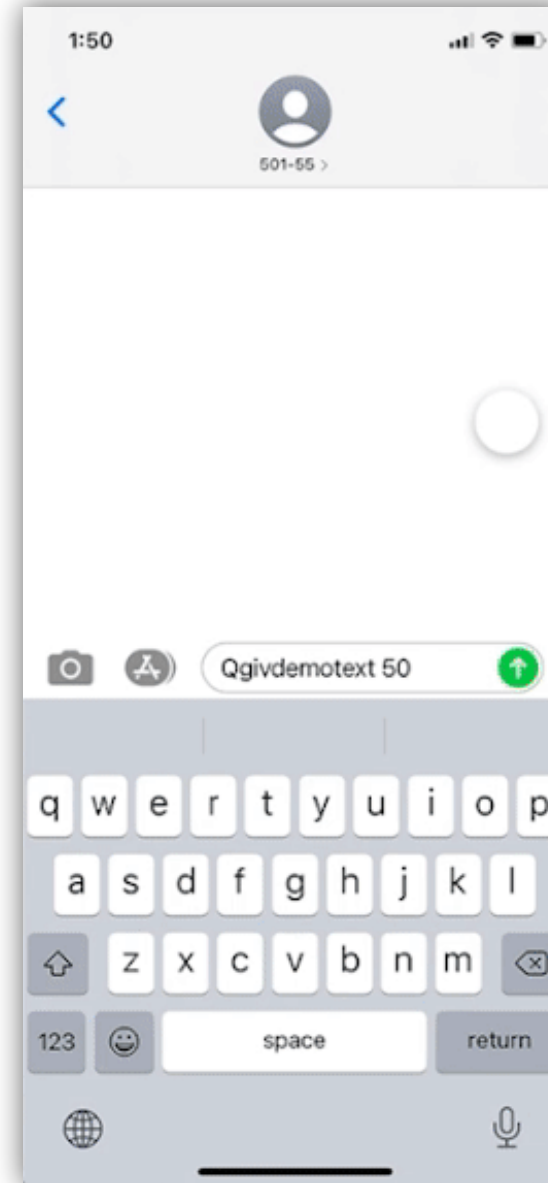 1:50
501-55 >
Qgivdemotext 50
q w e r t y u i o p
a s d f g h j k l
z x c v b n m
123 space return